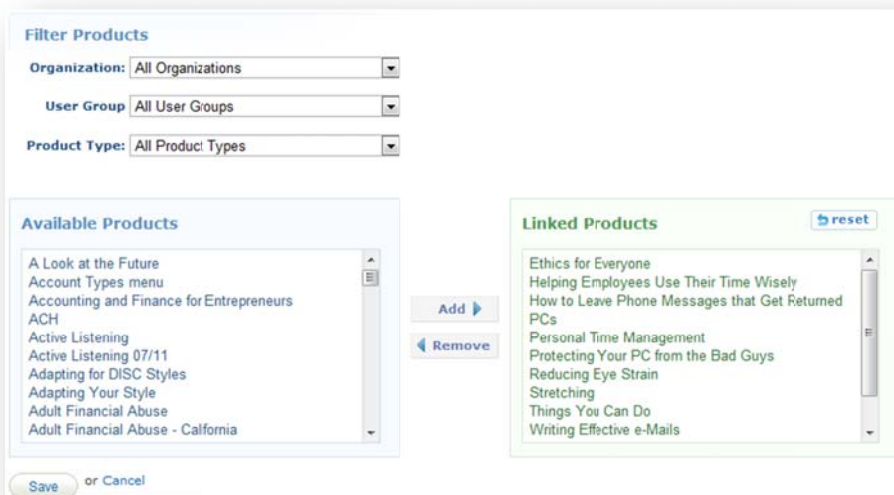 Filter Products
Organization: All Organizations
User Group All User Groups
Product Type: All Product Types
Available Products
A Look at the Future
Account Types menu
Accounting and Finance for Entrepreneurs
ACH
Active Listening
Active Listening 07/11
Adapting for DISC Styles
Adapting Your Style
Adult Financial Abuse
Adult Financial Abuse - Calfornia
Add
Remove
Linked Products
reset
Ethics for Everyone
Helping Employees Use Their Time Wisely
How to Leave Phone Messages that Get Returned
PCs
Personal Time Management
Protecting Your PC from the Bad Guys
Reducing Eye Strain
Stretching
Things You Can Do
Writing Effective e-Mails
Save or Cancel